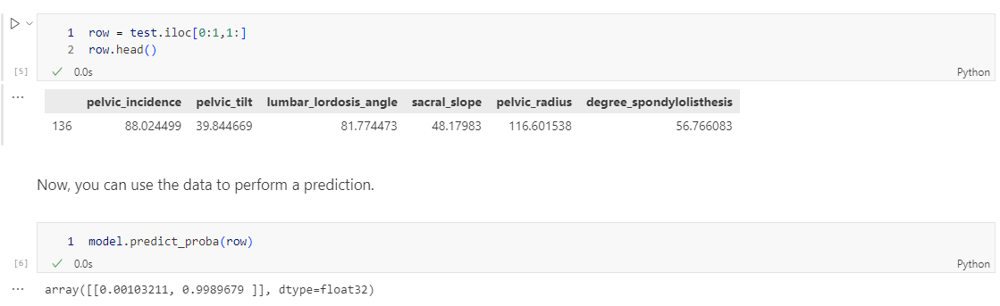 1 row = test.iloc[0:1,1:]
2 row.head()
[5] ✓ 0.0s Python
... pelvic_incidence pelvic_tilt lumbar_lordosis_angle sacral_slope pelvic_radius degree_spondylolisthesis
136 88.024499 39.844669 81.774473 48.17983 116.601538 56.766083
Now, you can use the data to perform a prediction.
1 model.predict_proba(row)
[6] ✓ 0.0s Python
... array([[0.00103211, 0.9989679 ]], dtype=float32)